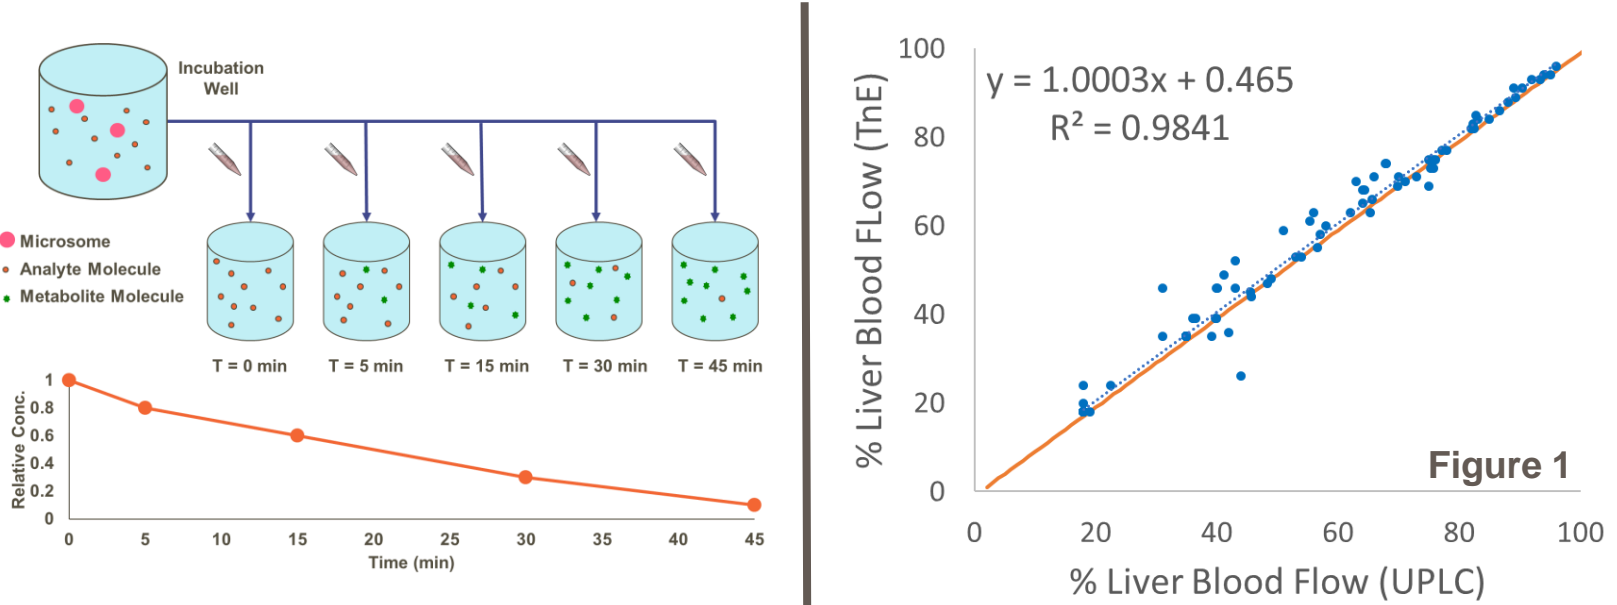 Incubation
Well
Microsome
Analyte Molecule
Metabolite Molecule
T = 0 min
T = 5 min
T = 15 min
T = 30 min
T = 45 min
Relative Conc.
1
0.8
0.6
0.4
0.2
0
0 5 10 15 20 25 30 35 40 45
Time (min)
% Liver Blood FLow (TnE)
100
80
60
40
20
0
y = 1.0003x + 0.465
R² = 0.9841
Figure 1
0 20 40 60 80 100
% Liver Blood Flow (UPLC)